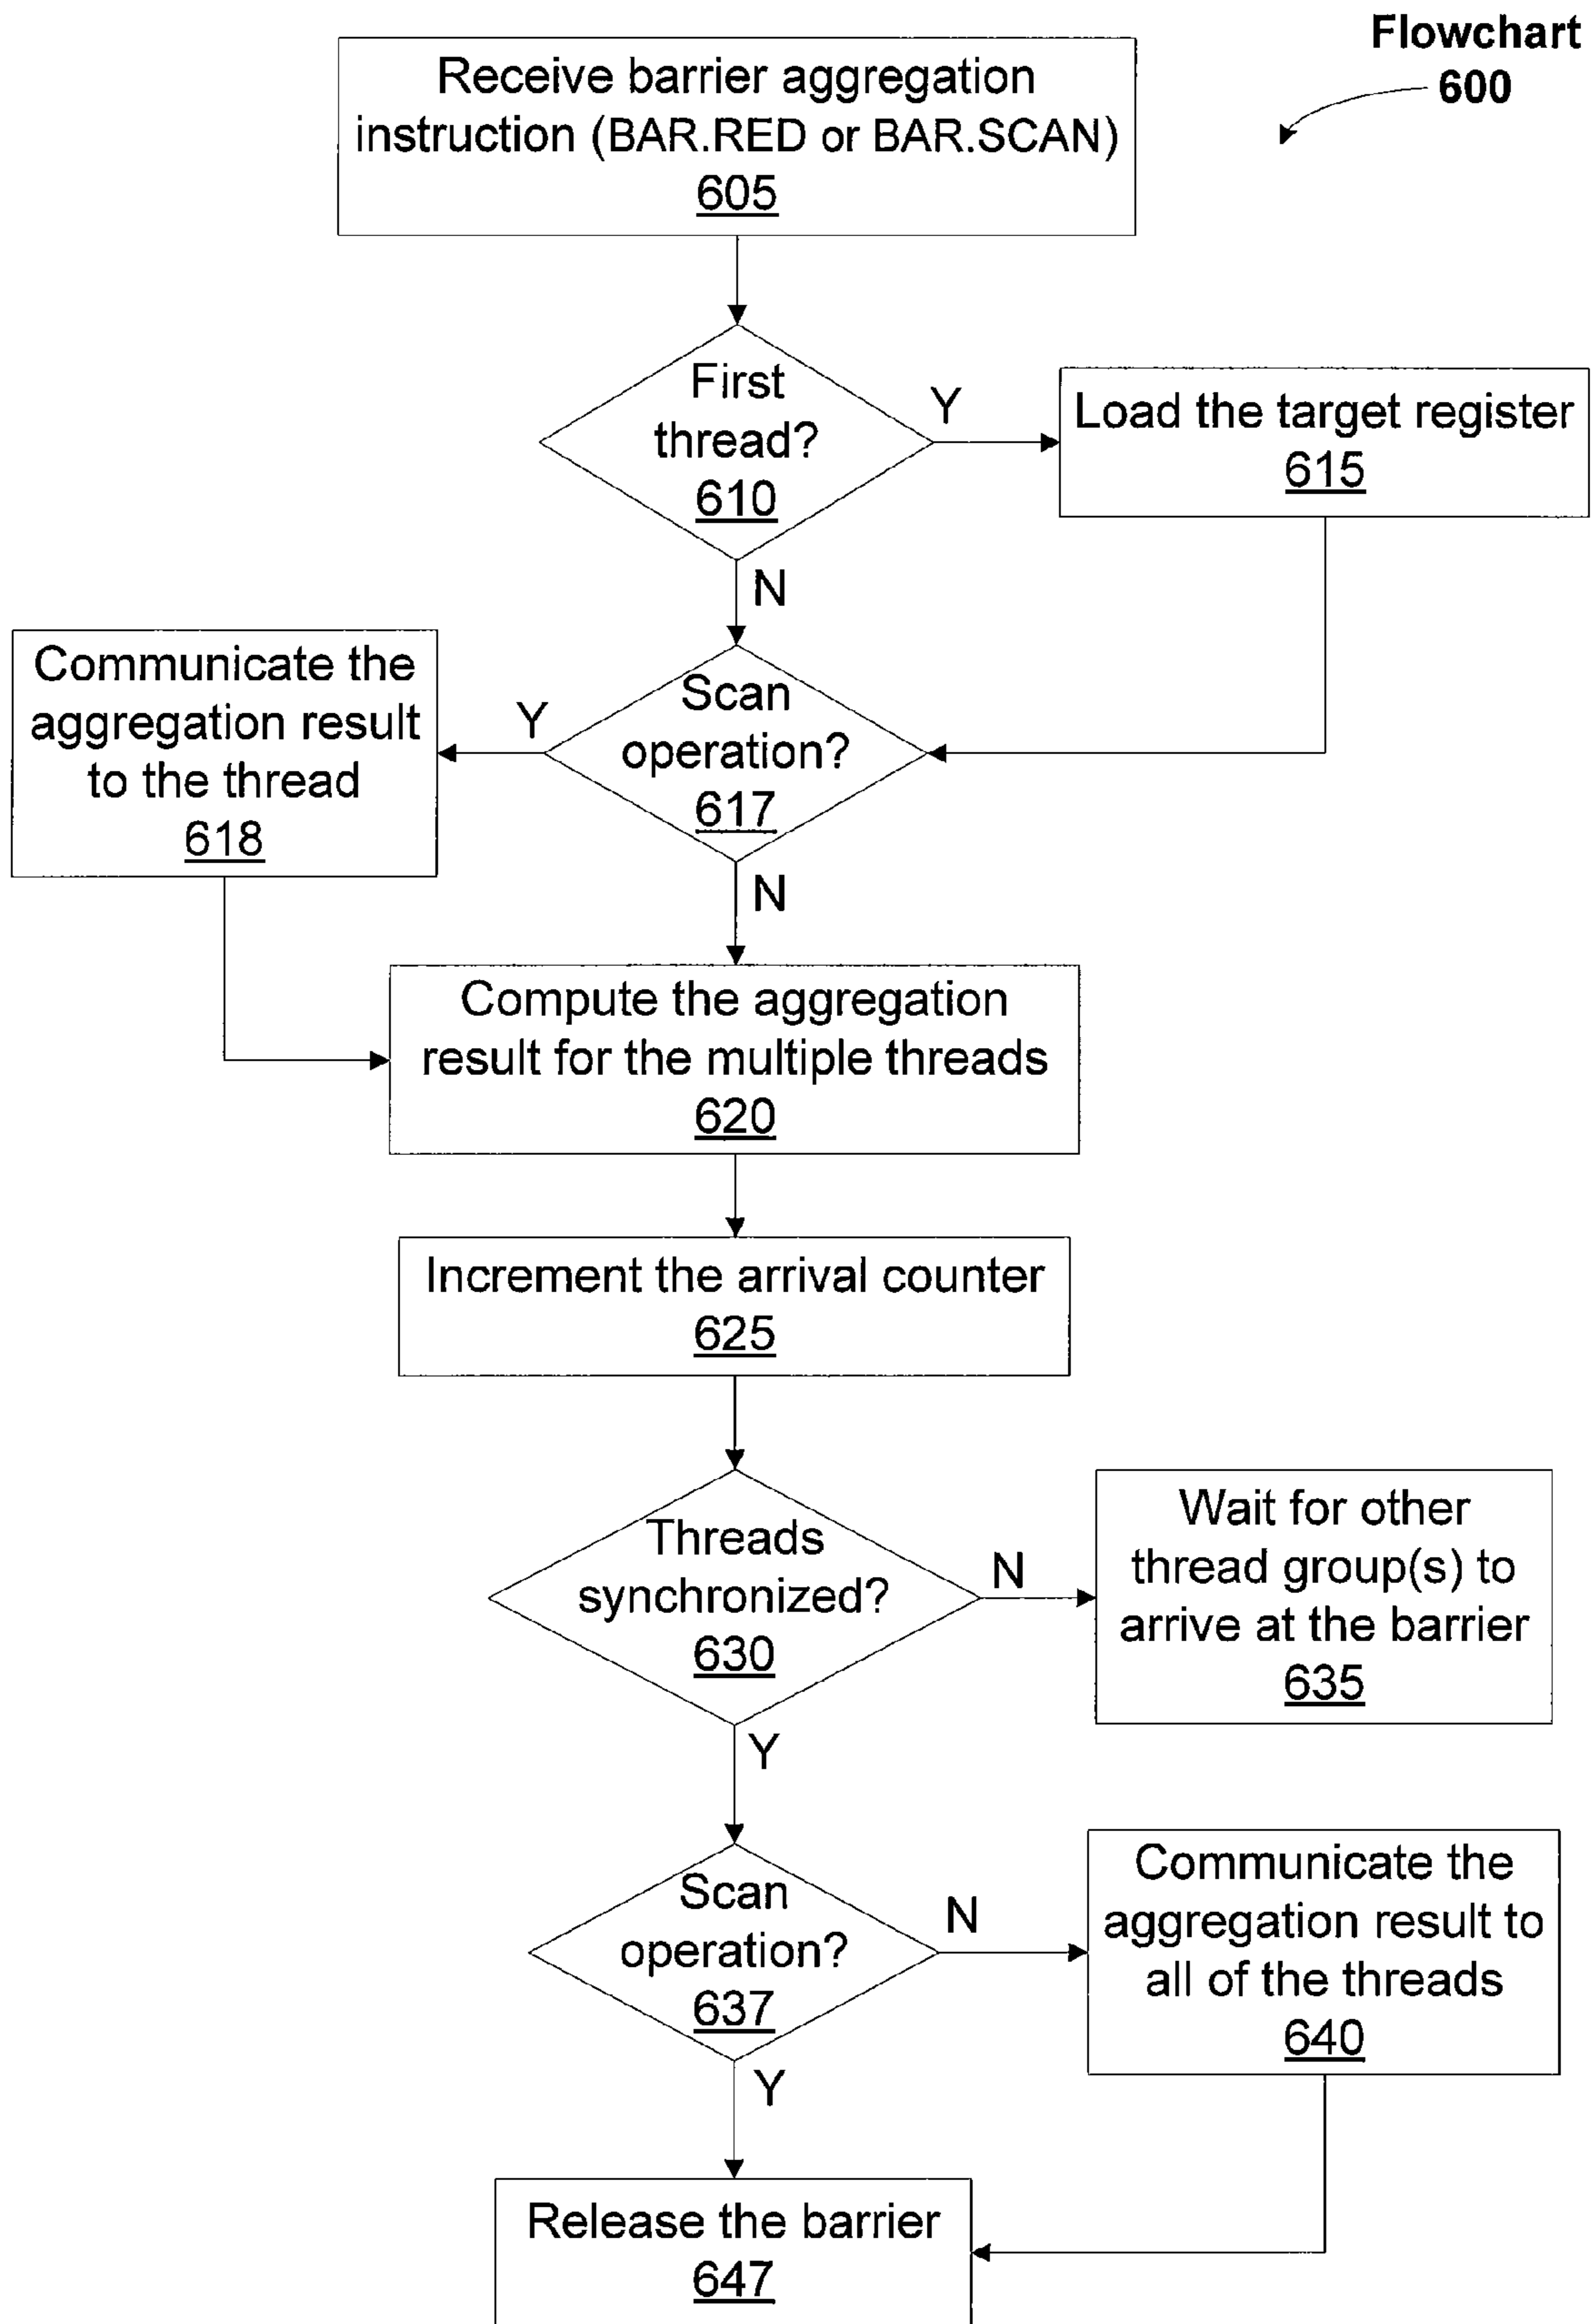 Flowchart
600
Receive barrier aggregation
instruction (BAR.RED or BAR.SCAN)
605
First
thread?
610
Y
Load the target register
615
N
Communicate the
aggregation result
to the thread
618
Y
Scan
operation?
617
N
Compute the aggregation
result for the multiple threads
620
Increment the arrival counter
625
Threads
synchronized?
630
N
Wait for other
thread group(s) to
arrive at the barrier
635
Y
Scan
operation?
637
N
Communicate the
aggregation result to
all of the threads
640
Y
Release the barrier
647